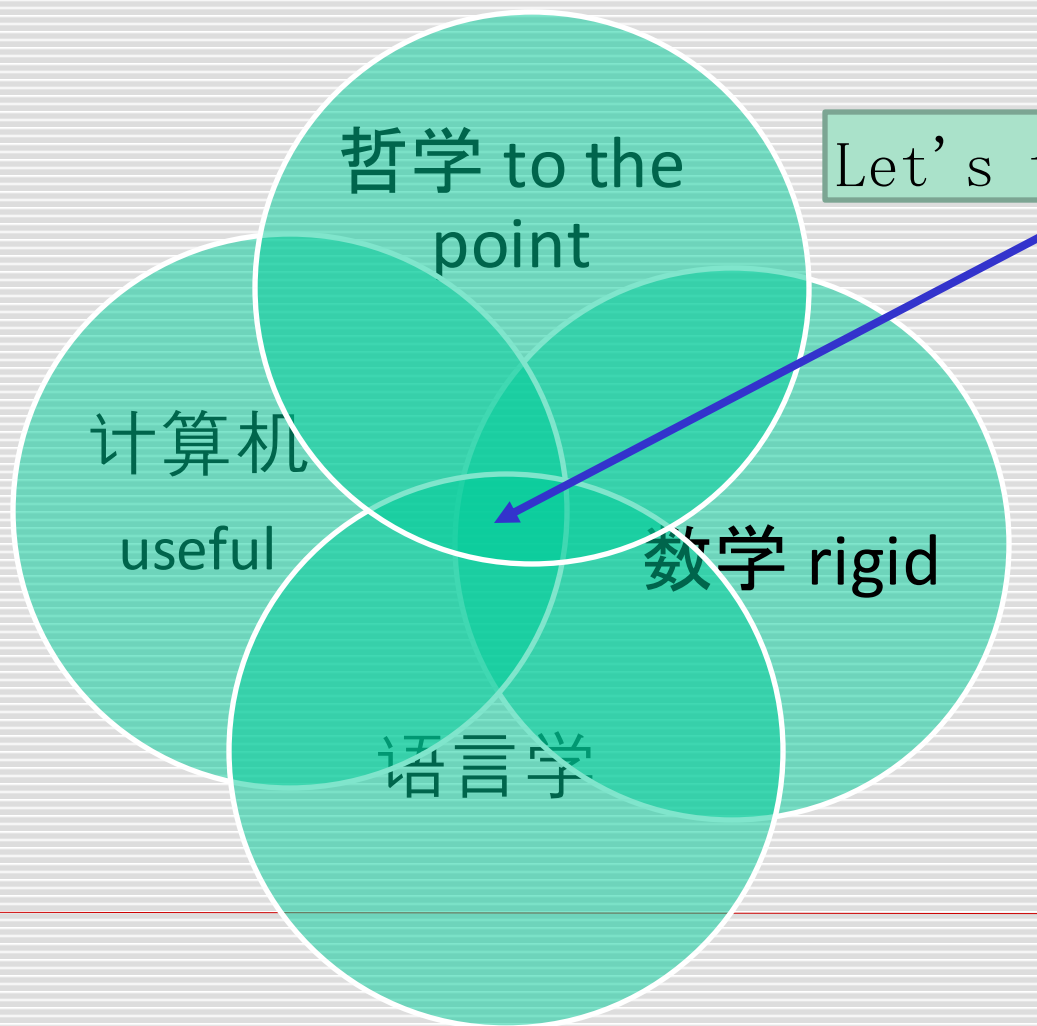 哲学 to the
point
Let's
计算机
useful
数学 rigid
语言学